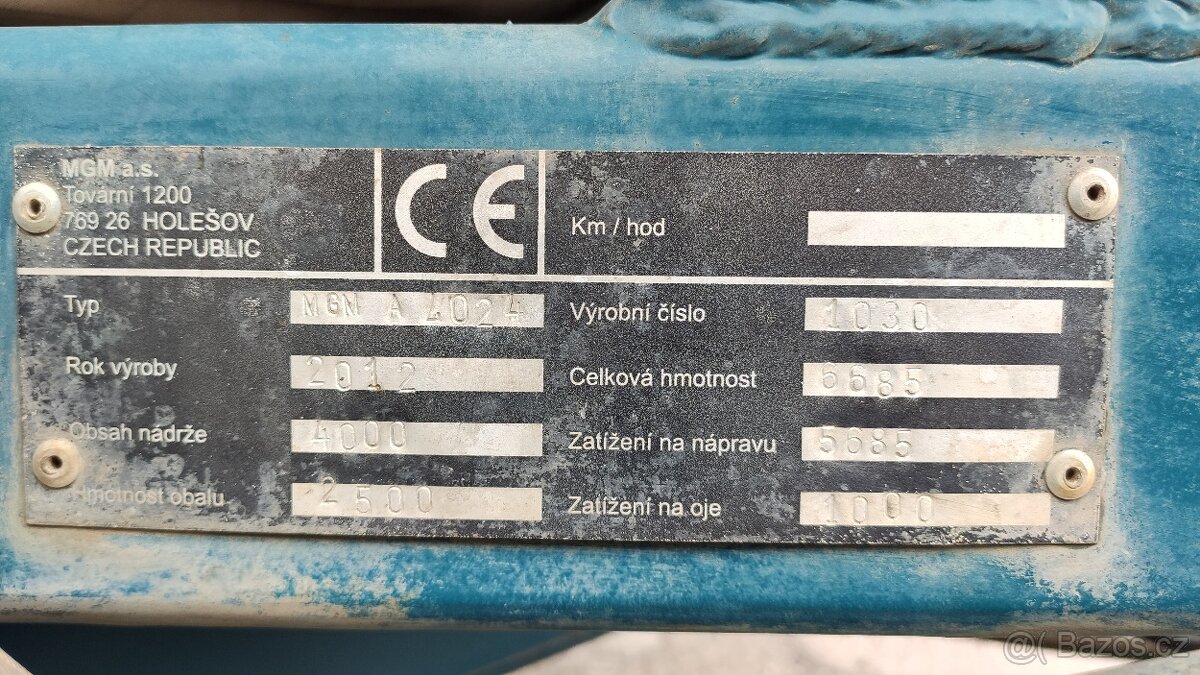 MGM a.s.
Tovární 1200
769 26 HOLEŠOV
CZECH REPUBLIC
CE
Km / hod
Typ MGM A 4024
Výrobní číslo 1030
Rok výroby 2012
Celková hmotnost 6685
Obsah nádrže 4000
Zatížení na nápravu 5685
Hmotnost obalu 2500
Zatížení na oje 1000
@( Bazos.cz